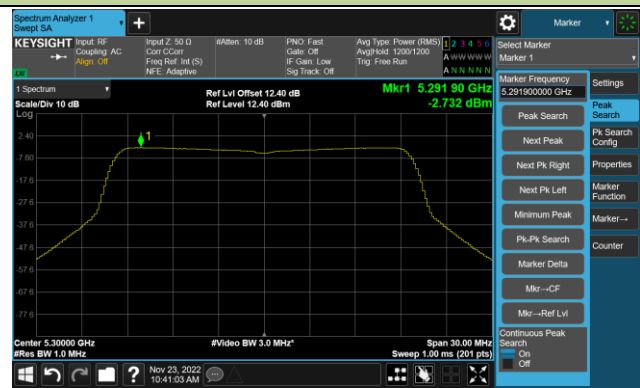 Spectrum Analyzer 1
Swept SA
+
Marker
KEYSIGHT
Input: RF
Coupling: AC
Align: Off
Input Z: 50 Ω
Corr CCorr
Freq Ref: Int (S)
NFE: Adaptive
#Atten: 10 dB
PNO: Fast
Gate: Off
IF Gain: Low
Sig Track: Off
Avg Type: Power (RMS)
Avg|Hold: 1200/1200
Trig: Free Run
1 2 3 4 5 6
A W W W W W
A N N N N N
LW
Select Marker
Marker 1
1 Spectrum
Scale/Div 10 dB
Log
Ref Lvl Offset 12.40 dB
Ref Level 12.40 dBm
Mkr1 5.291 90 GHz
-2.732 dBm
1
2.40
-7.60
-17.6
-27.6
-37.6
-47.6
-57.6
-67.6
-77.6
Center 5.30000 GHz
#Res BW 1.0 MHz
#Video BW 3.0 MHz*
Span 30.00 MHz
Sweep 1.00 ms (201 pts)
Marker Frequency
5.291900000 GHz
Peak Search
Next Peak
Next Pk Right
Next Pk Left
Minimum Peak
Pk-Pk Search
Marker Delta
Mkr→CF
Mkr→Ref Lvl
Continuous Peak
Search
On
Off
Settings
Peak
Search
Pk Search
Config
Properties
Marker
Function
Marker→
Counter
?
Nov 23, 2022
10:41:03 AM